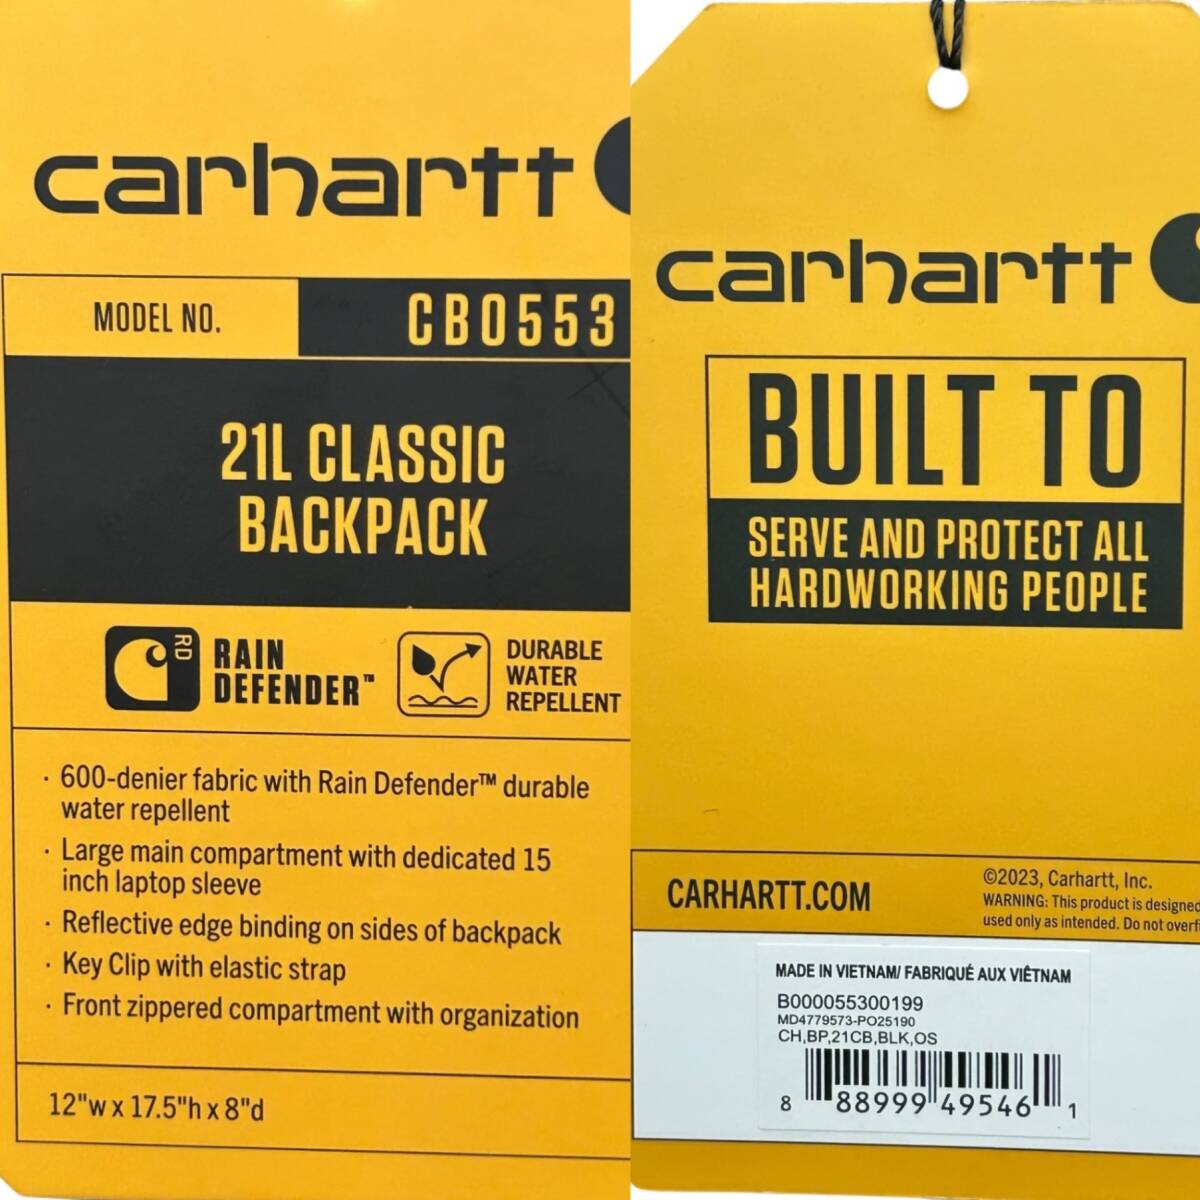 carhartt
MODEL NO.
CB0553
21L CLASSIC
BACKPACK
RD
RAIN
DEFENDER™
DURABLE
WATER
REPELLENT
· 600-denier fabric with Rain Defender™ durable
water repellent
· Large main compartment with dedicated 15
inch laptop sleeve
· Reflective edge binding on sides of backpack
· Key Clip with elastic strap
· Front zippered compartment with organization
12"w x 17.5"h x 8"d
carhartt
BUILT TO
SERVE AND PROTECT ALL
HARDWORKING PEOPLE
CARHARTT.COM
©2023, Carhartt, Inc.
WARNING: This product is designed
used only as intended. Do not overfi
MADE IN VIETNAM/ FABRIQUÉ AUX VIÊTNAM
B000055300199
MD4779573-PO25190
CH,BP,21CB,BLK,OS
8 88999 49546 1